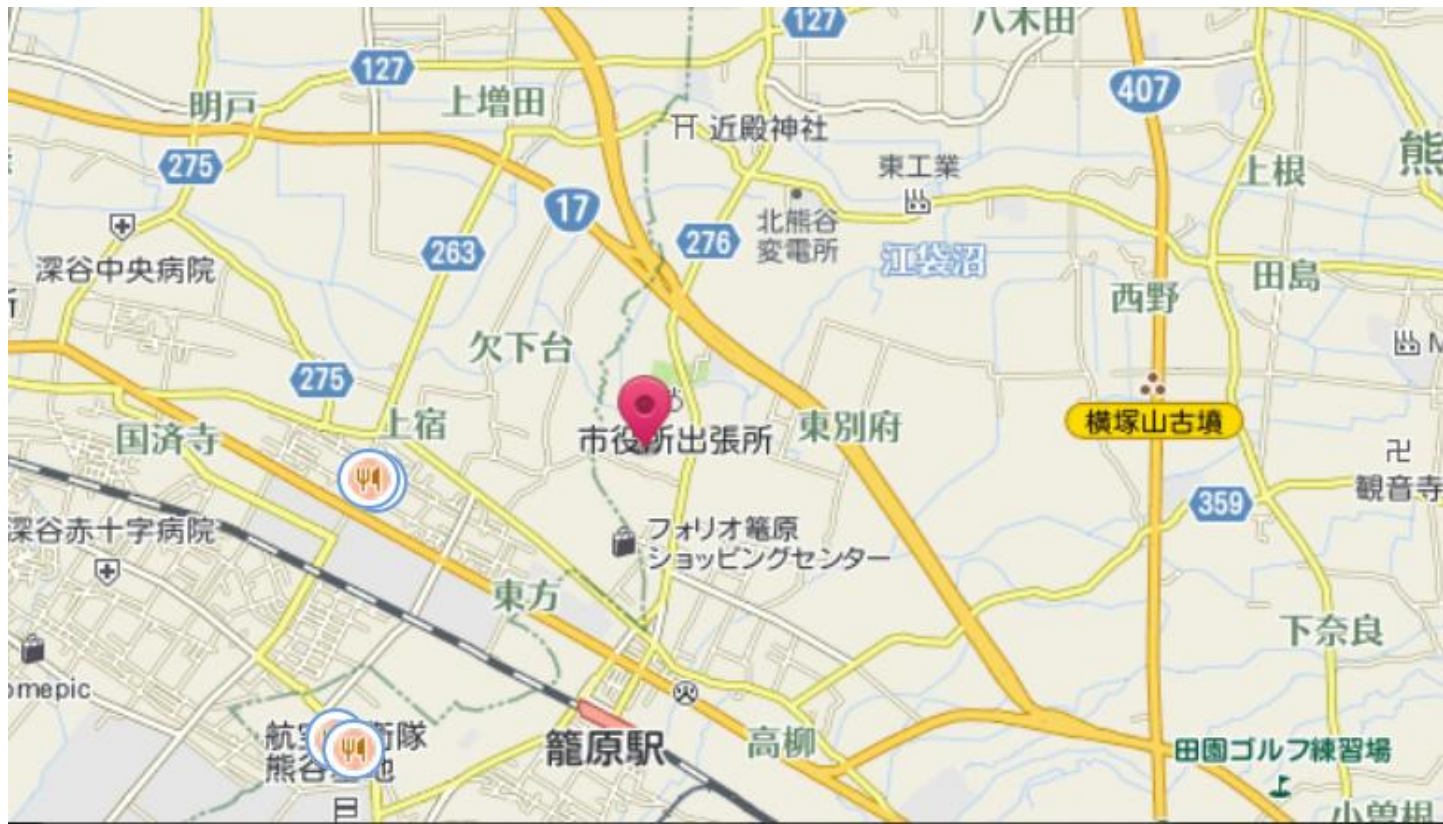 127
八木田
127
407
明戸
上増田
近殿神社
275
東工業
上根
熊
17
北熊谷
変電所
276
263
江袋沼
深谷中央病院
田島
西野
欠下台
275
上宿
国済寺
市役所出張所
東別府
横塚山古墳
観音寺
359
深谷赤十字病院
フォリオ籠原
ショッピングセンター
東方
下奈良
omepic
隊
熊谷
地
籠原駅
高柳
田園ゴルフ練習場
小曽根